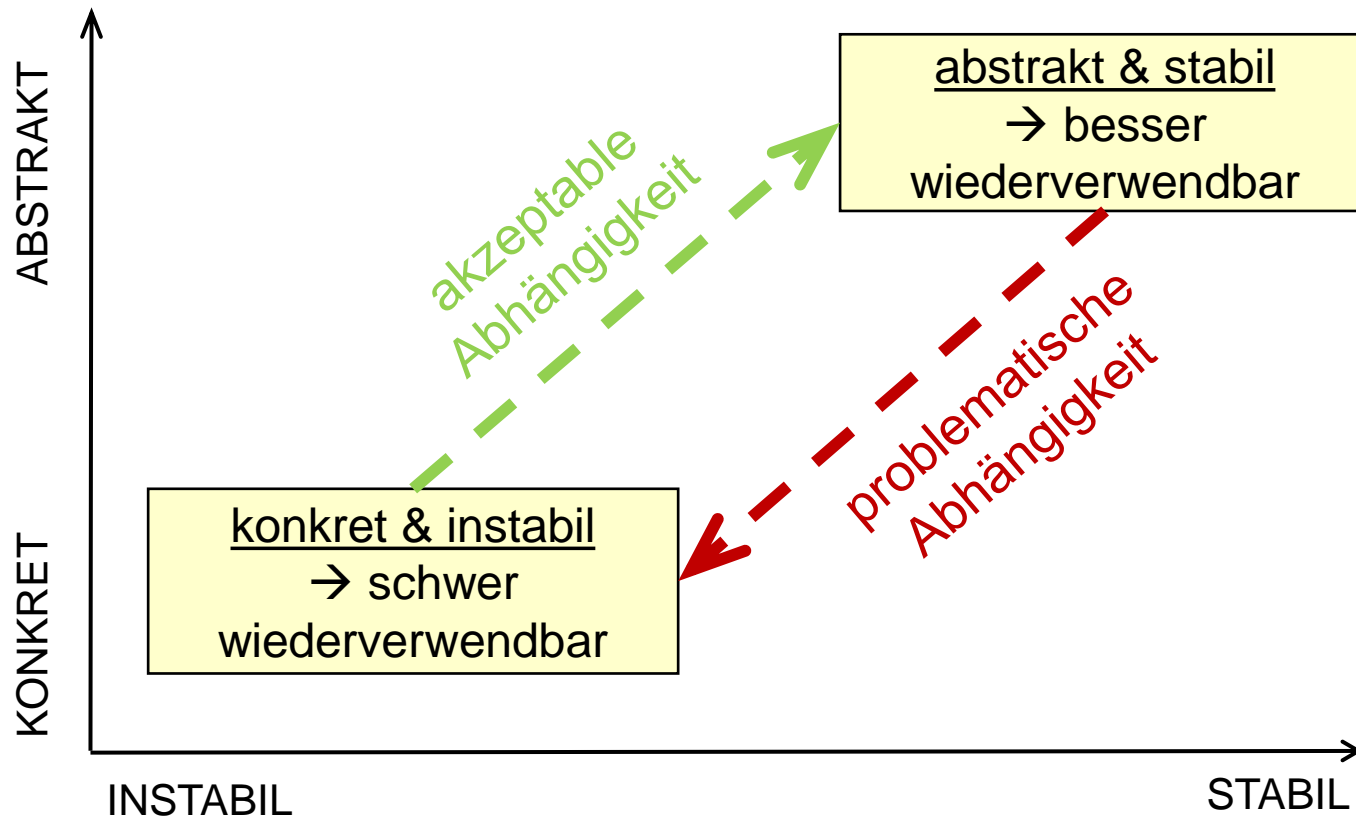 ABSTRAKT
KONKRET
abstrakt & stabil
→ besser
wiederverwendbar
akzeptable
Abhängigkeit
problematische
Abhängigkeit
konkret & instabil
→ schwer
wiederverwendbar
INSTABIL
STABIL